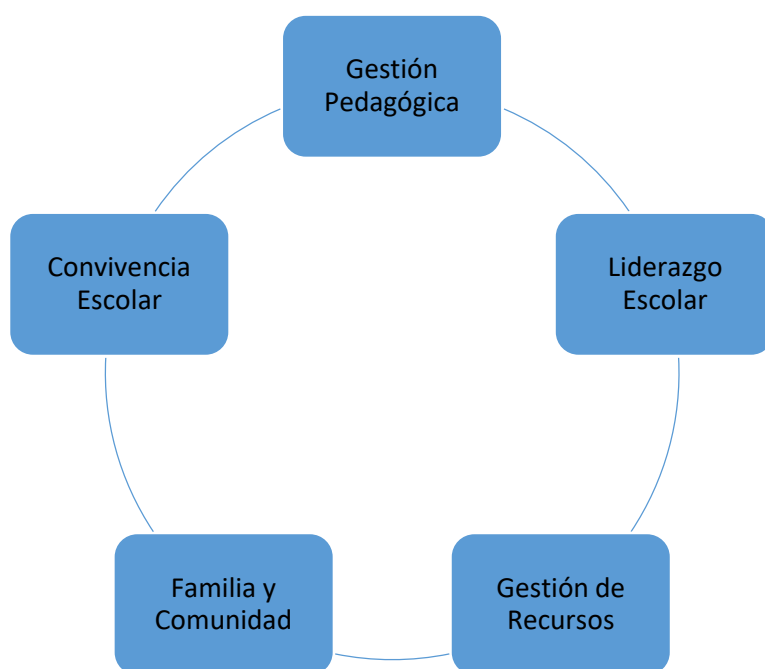 Gestión
Pedagógica
Liderazgo
Escolar
Gestión de
Recursos
Familia y
Comunidad
Convivencia
Escolar